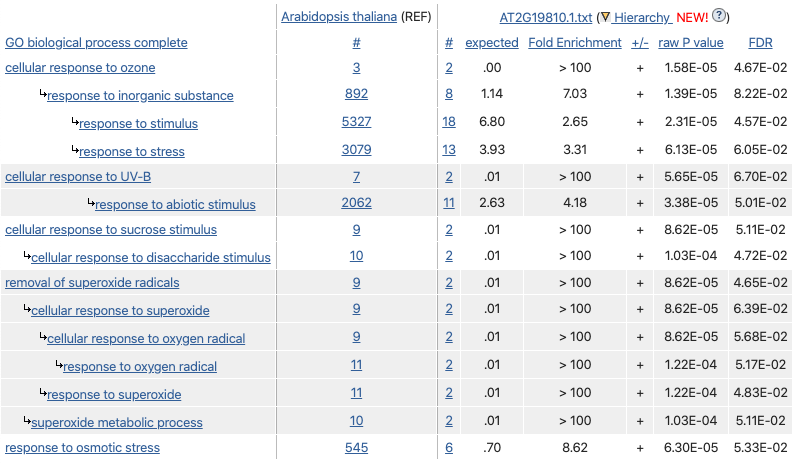 Arabidopsis thaliana (REF) AT2G19810.1.txt (▼ Hierarchy NEW! ?)
GO biological process complete # # expected Fold Enrichment +/- raw P value FDR
cellular response to ozone 3 2 .00 > 100 + 1.58E-05 4.67E-02
↳response to inorganic substance 892 8 1.14 7.03 + 1.39E-05 8.22E-02
↳response to stimulus 5327 18 6.80 2.65 + 2.31E-05 4.57E-02
↳response to stress 3079 13 3.93 3.31 + 6.13E-05 6.05E-02
cellular response to UV-B 7 2 .01 > 100 + 5.65E-05 6.70E-02
↳response to abiotic stimulus 2062 11 2.63 4.18 + 3.38E-05 5.01E-02
cellular response to sucrose stimulus 9 2 .01 > 100 + 8.62E-05 5.11E-02
↳cellular response to disaccharide stimulus 10 2 .01 > 100 + 1.03E-04 4.72E-02
removal of superoxide radicals 9 2 .01 > 100 + 8.62E-05 4.65E-02
↳cellular response to superoxide 9 2 .01 > 100 + 8.62E-05 6.39E-02
↳cellular response to oxygen radical 9 2 .01 > 100 + 8.62E-05 5.68E-02
↳response to oxygen radical 11 2 .01 > 100 + 1.22E-04 5.17E-02
↳response to superoxide 11 2 .01 > 100 + 1.22E-04 4.83E-02
↳superoxide metabolic process 10 2 .01 > 100 + 1.03E-04 5.11E-02
response to osmotic stress 545 6 .70 8.62 + 6.30E-05 5.33E-02